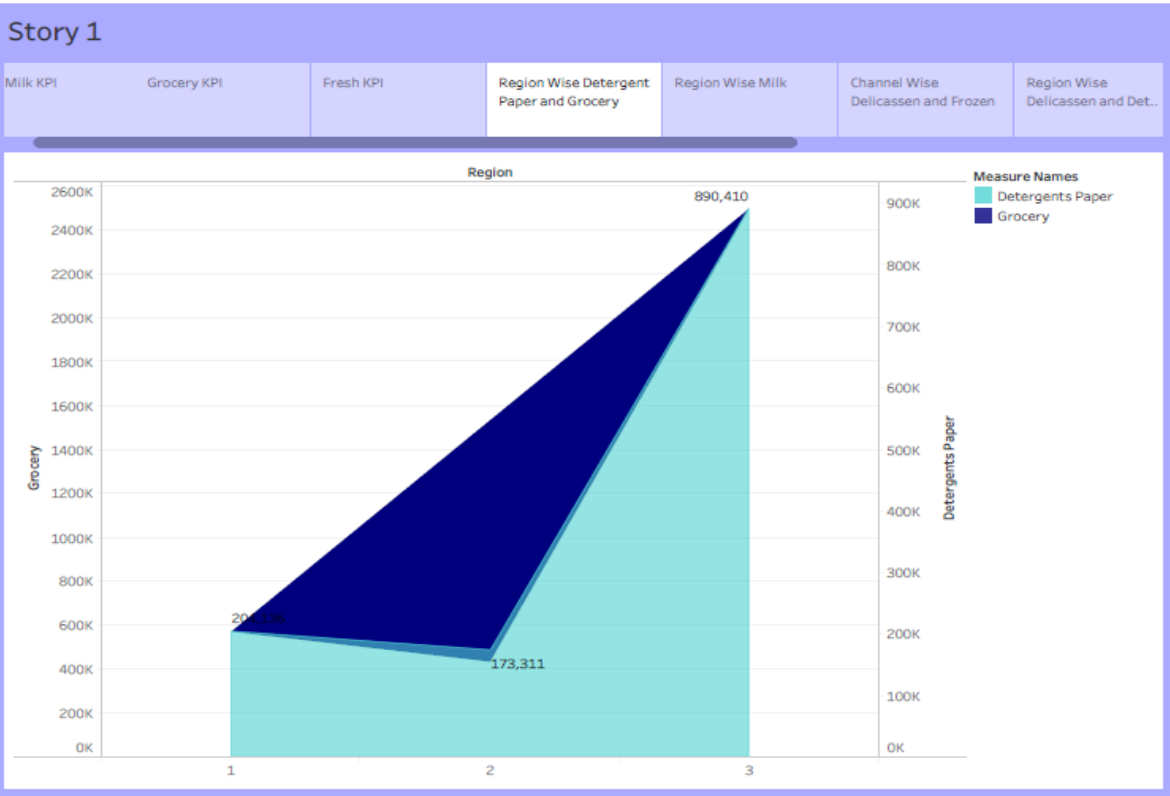 Story 1
Milk KPI
Grocery KPI
Fresh KPI
Region Wise Detergent
Paper and Grocery
Region Wise Milk
Channel Wise
Delicassen and Frozen
Region Wise
Delicassen and Det..
Region
Measure Names
Detergents Paper
Grocery
2600K
2400K
2200K
2000K
1800K
1600K
1400K
1200K
1000K
800K
600K
400K
200K
0K
Grocery
890,410
173,311
900K
800K
700K
600K
500K
400K
300K
200K
100K
0K
Detergents Paper
1
2
3